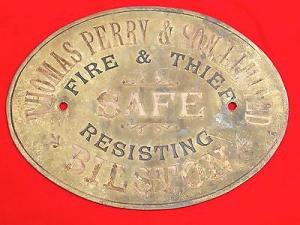 THOMAS PERRY & SON LIMITED
FIRE & THIEF
SAFE
RESISTING
BILSTON